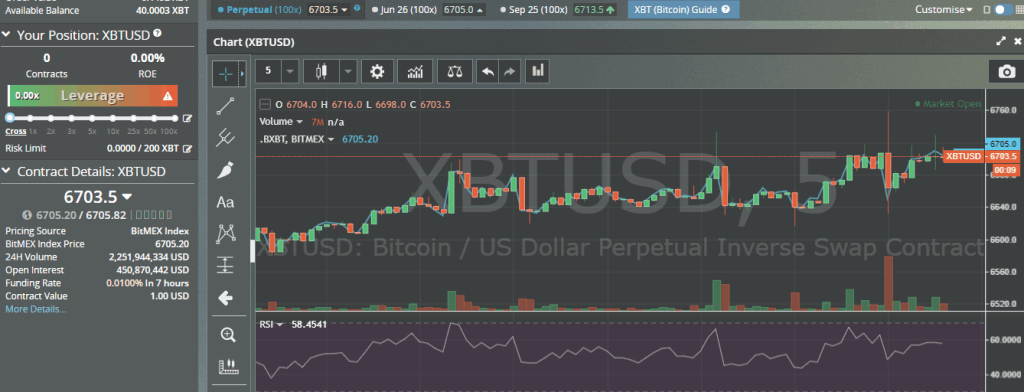 Available Balance 40.0003 XBT
Perpetual (100x) 6703.5
Jun 26 (100x) 6705.0
Sep 25 (100x) 6713.5
XBT (Bitcoin) Guide
Customise
Your Position: XBTUSD
0 0.00%
Contracts ROE
0.00x Leverage
Cross 1x 2x 3x 5x 10x 25x 50x 100x
Risk Limit 0.0000 / 200 XBT
Contract Details: XBTUSD
6703.5
6705.20 / 6705.82
Pricing Source BitMEX Index
BitMEX Index Price 6705.20
24H Volume 2,251,944,334 USD
Open Interest 450,870,442 USD
Funding Rate 0.0100% In 7 hours
Contract Value 1.00 USD
More Details...
Chart (XBTUSD)
5
Aa
O 6704.0 H 6716.0 L 6698.0 C 6703.5
Market Open
Volume 7M n/a
.BXBT, BITMEX 6705.20
XBTUSD, 5
XBTUSD: Bitcoin / US Dollar Perpetual Inverse Swap Contract
6760.0
6705.0
XBTUSD 6703.5
00:09
6640.0
6600.0
6560.0
6520.0
RSI 58.4541
60.0000
40.0000